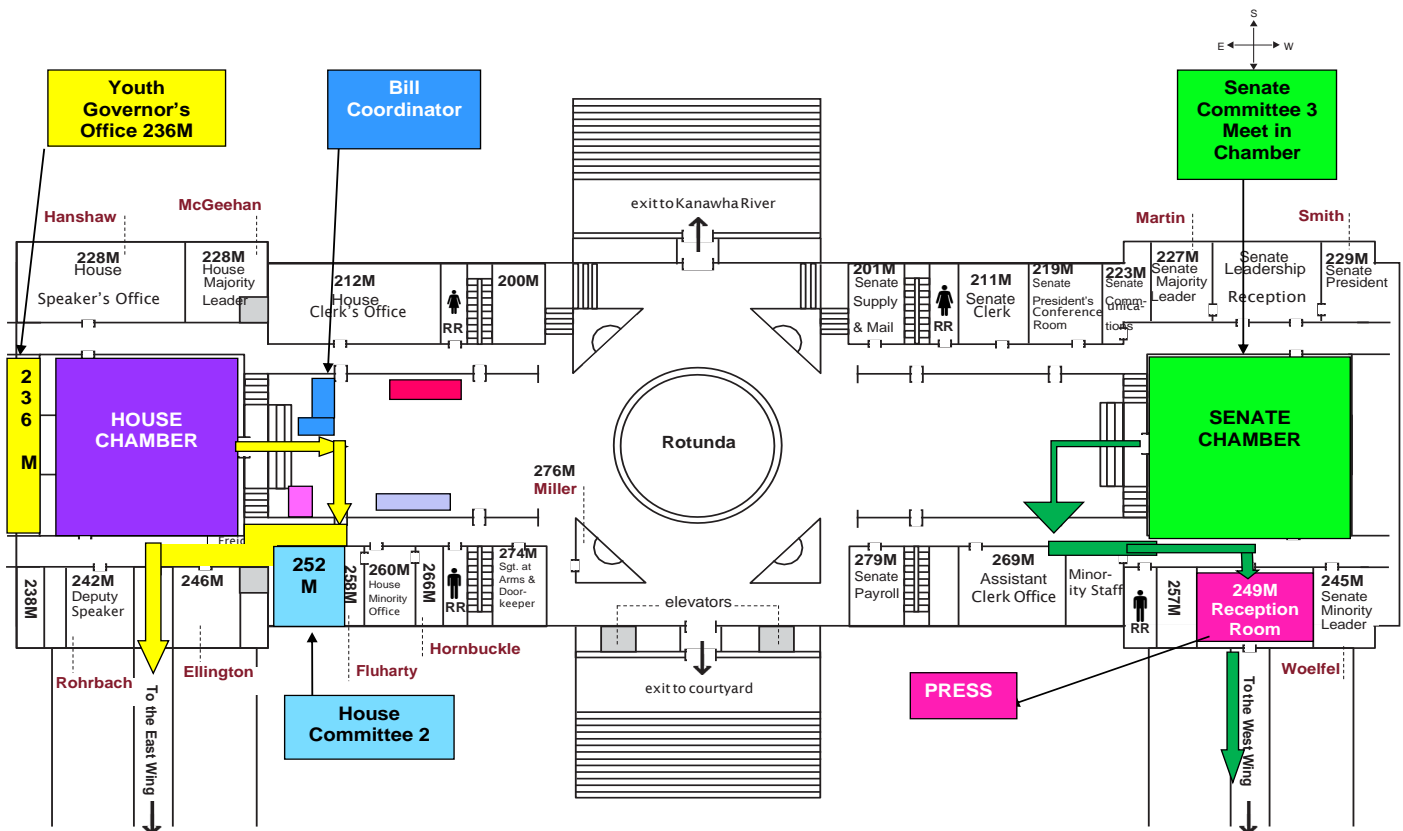 S
E
W
Youth
Governor's
Office 236M
Bill
Coordinator
Senate
Committee 3
Meet in
Chamber
exit to Kanawha River
Hanshaw
McGeehan
Martin
Smith
228M
House
Speaker's Office
228M
House
Majority
Leader
212M
House
Clerk's Office
RR
200M
201M
Senate
Supply
& Mail
RR
211M
Senate
Clerk
219M
Senate
President's
Conference
Room
223M
Senate
Comm-
unica-
tions
227M
Senate
Majority
Leader
Senate
Leadership
Reception
229M
Senate
President
236 M
HOUSE
CHAMBER
Rotunda
SENATE
CHAMBER
276M
Miller
238M
242M
Deputy
Speaker
246M
252
M
258M
260M
House
Minority
Office
266M
RR
274M
Sgt. at
Arms &
Door-
keeper
279M
Senate
Payroll
269M
Assistant
Clerk Office
Minor-
ity Staff
RR
257M
249M
Reception
Room
245M
Senate
Minority
Leader
elevators
Rohrbach
Ellington
Fluharty
Hornbuckle
Woelfel
exit to courtyard
PRESS
House
Committee 2
To the East Wing
To the West Wing